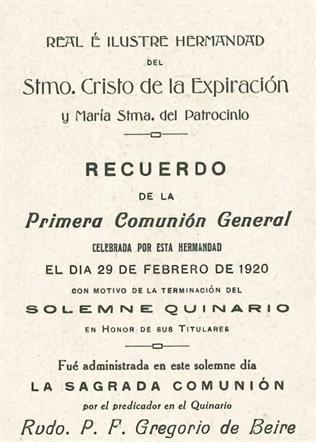 REAL É ILUSTRE HERMANDAD
DEL
Stmo. Cristo de la Expiración
y María Stma. del Patrocinio
RECUERDO
DE LA
Primera Comunión General
CELEBRADA POR ESTA HERMANDAD
EL DIA 29 DE FEBRERO DE 1920
CON MOTIVO DE LA TERMINACIÓN DEL
SOLEMNE QUINARIO
EN HONOR DE SUS TITULARES
Fué administrada en este solemne día
LA SAGRADA COMUNIÓN
por el predicador en el Quinario
Rvdo. P. F. Gregorio de Beire